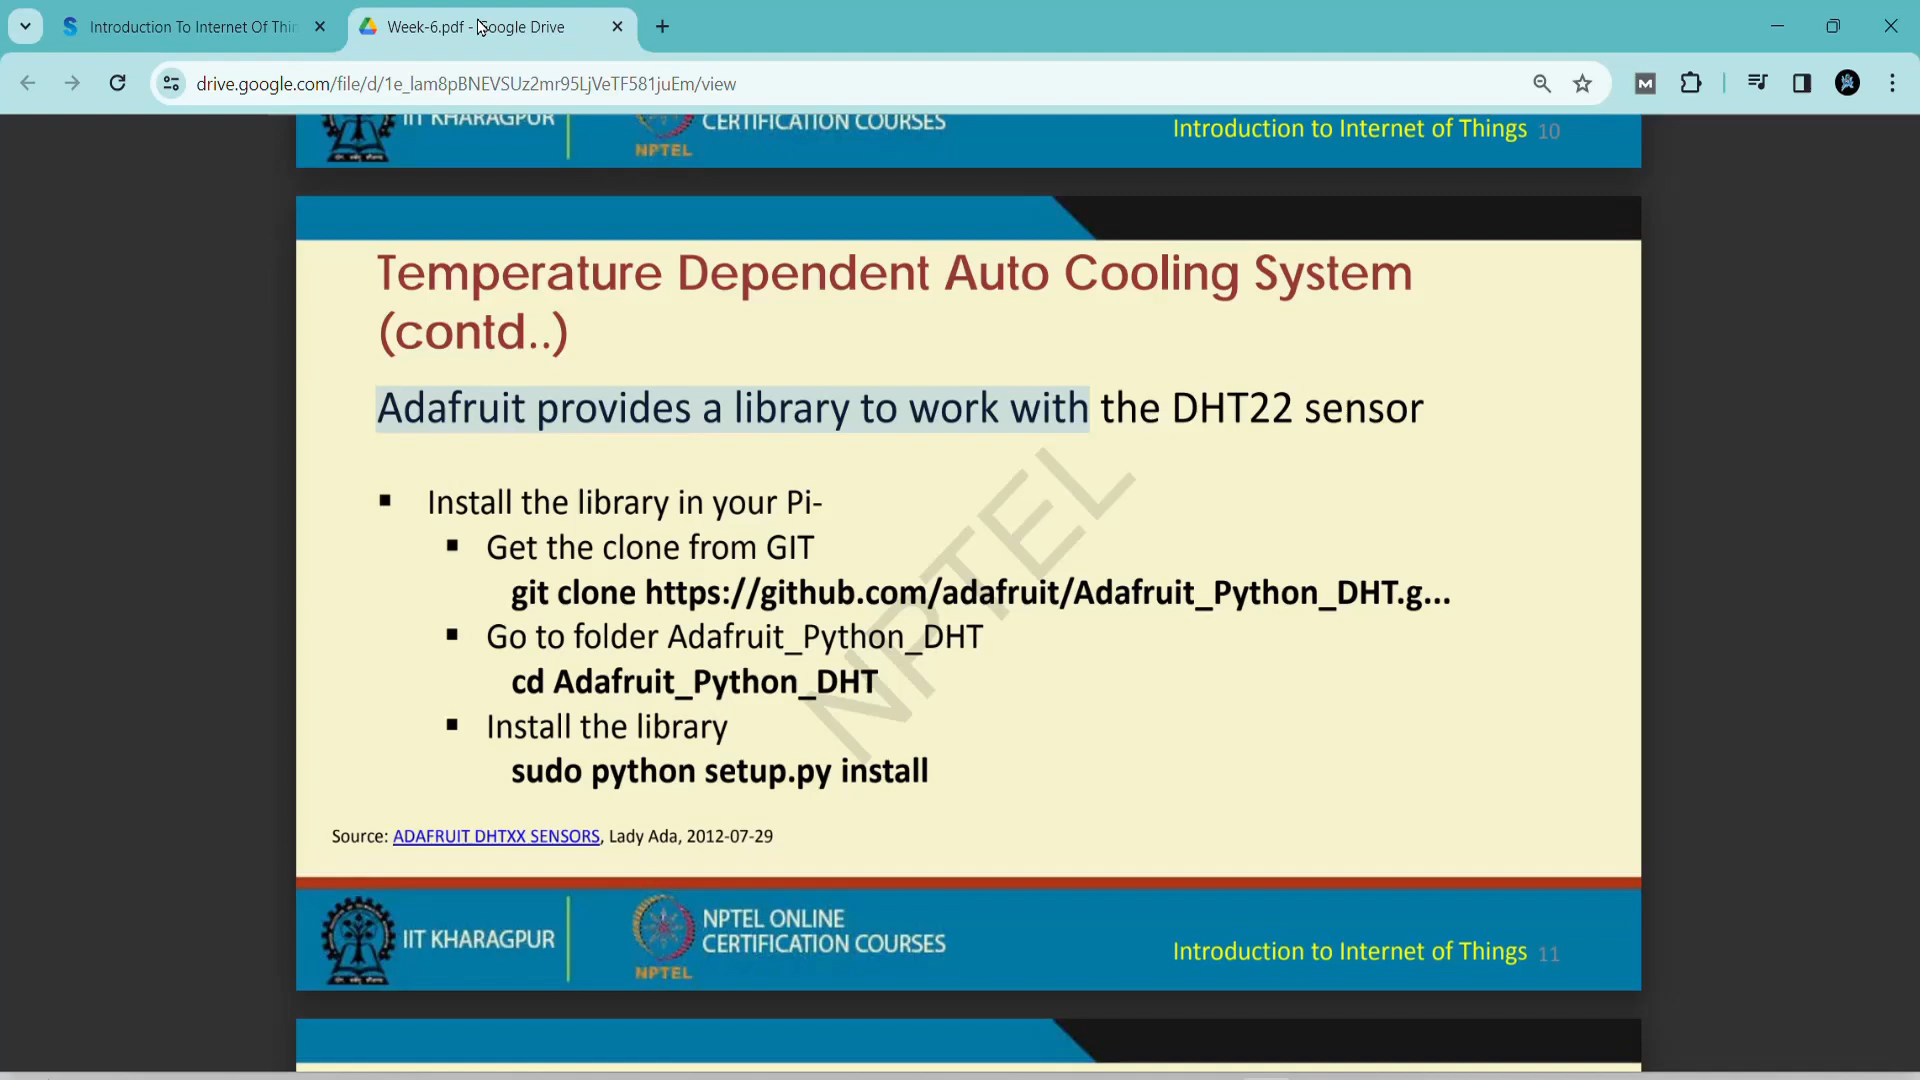 Introduction To Internet Of Thin
Week-6.pdf - Google Drive
drive.google.com/file/d/1e_lam8pBNEVSUz2mr95LjVeTF581juEm/view
IIT KHARAGPUR
CERTIFICATION COURSES
NPTEL
Introduction to Internet of Things 10
Temperature Dependent Auto Cooling System
(contd..)
Adafruit provides a library to work with the DHT22 sensor
▪ Install the library in your Pi-
▪ Get the clone from GIT
git clone https://github.com/adafruit/Adafruit_Python_DHT.g...
▪ Go to folder Adafruit_Python_DHT
cd Adafruit_Python_DHT
▪ Install the library
sudo python setup.py install
NPTEL
Source: ADAFRUIT DHTXX SENSORS, Lady Ada, 2012-07-29
IIT KHARAGPUR
NPTEL ONLINE
CERTIFICATION COURSES
NPTEL
Introduction to Internet of Things 11